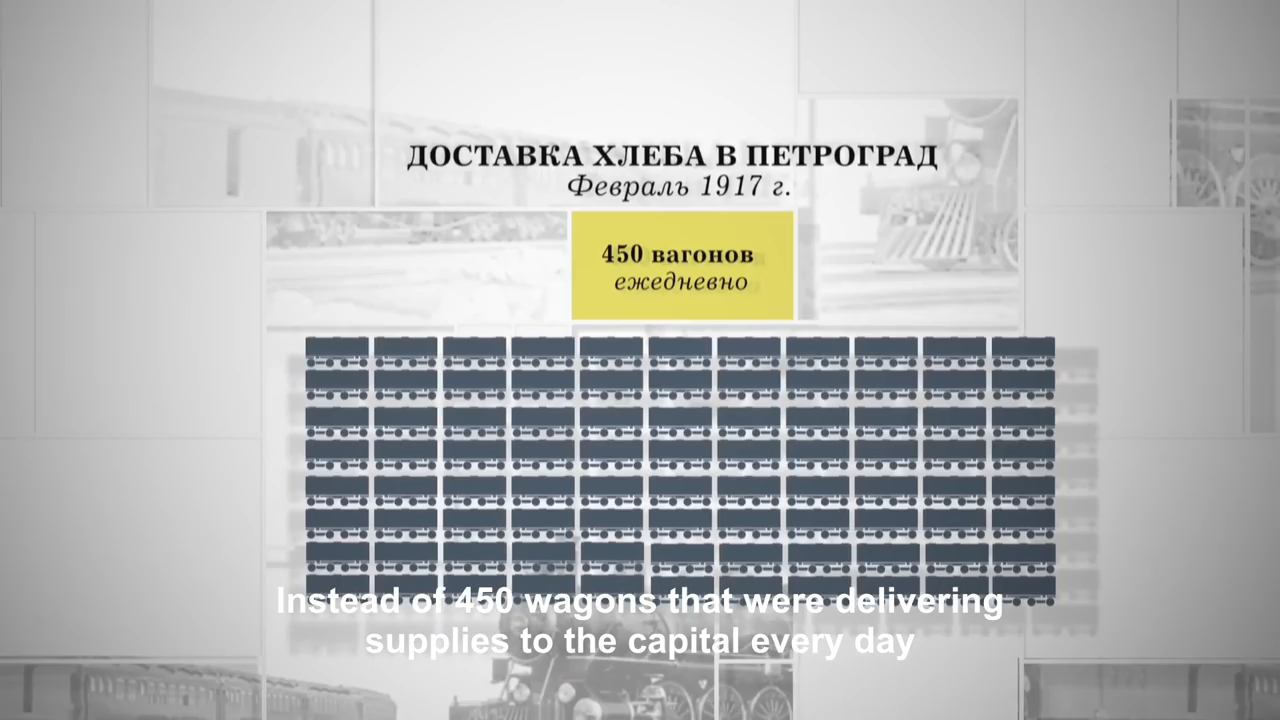 ДОСТАВКА ХЛЕБА В ПЕТРОГРАД
Февраль 1917 г.
450 вагонов
ежедневно
Instead of 450 wagons that were delivering
supplies to the capital every day